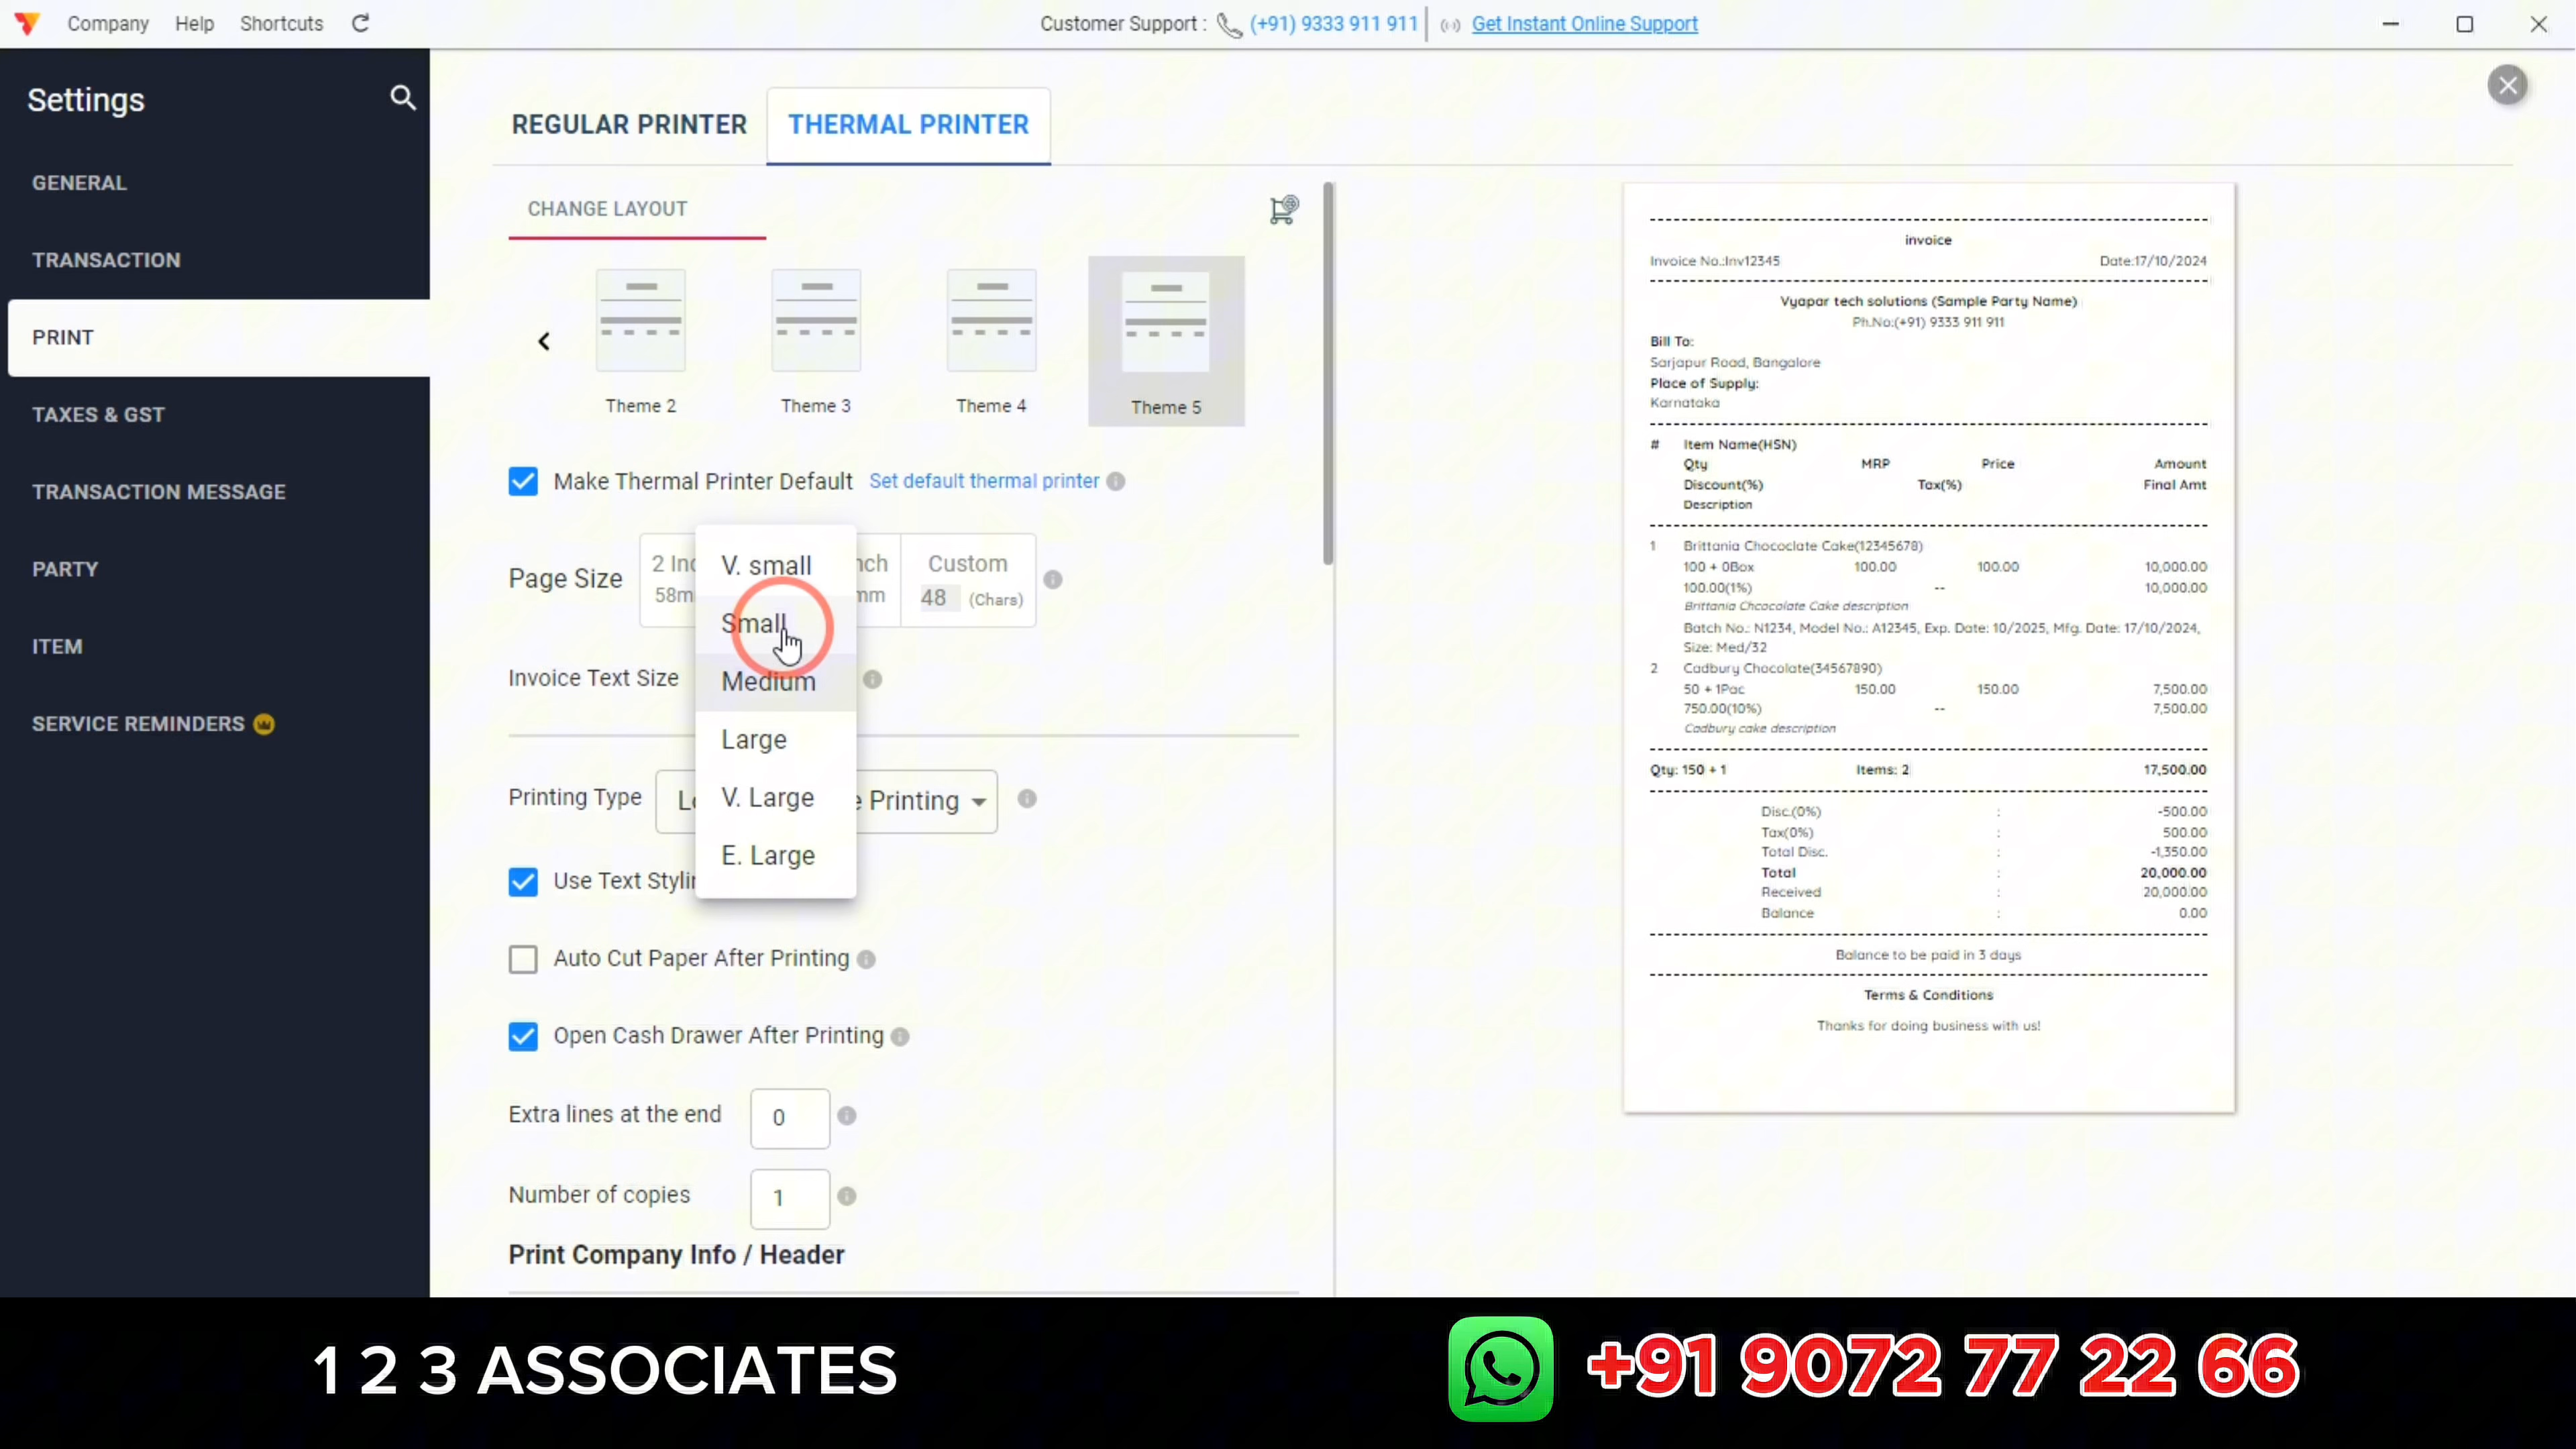 Company Help Shortcuts
Customer Support : (+91) 9333 911 911 Get Instant Online Support
Settings
GENERAL
TRANSACTION
PRINT
TAXES & GST
TRANSACTION MESSAGE
PARTY
ITEM
SERVICE REMINDERS
REGULAR PRINTER THERMAL PRINTER
CHANGE LAYOUT
Theme 2 Theme 3 Theme 4 Theme 5
Make Thermal Printer Default Set default thermal printer
Page Size
2 Inc
58m
nch
mm
Custom
48 (Chars)
Invoice Text Size
V. small
Small
Medium
Large
V. Large
E. Large
Printing Type
e Printing
Use Text Stylin
Auto Cut Paper After Printing
Open Cash Drawer After Printing
Extra lines at the end 0
Number of copies 1
Print Company Info / Header
invoice
Invoice No.:Inv12345 Date:17/10/2024
Vyapar tech solutions (Sample Party Name)
Ph.No:(+91) 9333 911 911
Bill To:
Sarjapur Road, Bangalore
Place of Supply:
Karnataka
# Item Name(HSN)
Qty MRP Price Amount
Discount(%) Tax(%) Final Amt
Description
1 Brittania Chococlate Cake(12345678)
100 + 0Box 100.00 100.00 10,000.00
100.00(1%) -- 10,000.00
Brittania Chcocolate Cake description
Batch No.: N1234, Model No.: A12345, Exp. Date: 10/2025, Mfg. Date: 17/10/2024,
Size: Med/32
2 Cadbury Chocolate(34567890)
50 + 1Pac 150.00 150.00 7,500.00
750.00(10%) -- 7,500.00
Cadbury cake description
Qty: 150 + 1 Items: 2 17,500.00
Disc.(0%) : -500.00
Tax(0%) : 500.00
Total Disc. : -1,350.00
Total : 20,000.00
Received : 20,000.00
Balance : 0.00
Balance to be paid in 3 days
Terms & Conditions
Thanks for doing business with us!
1 2 3 ASSOCIATES
+91 9072 77 22 66